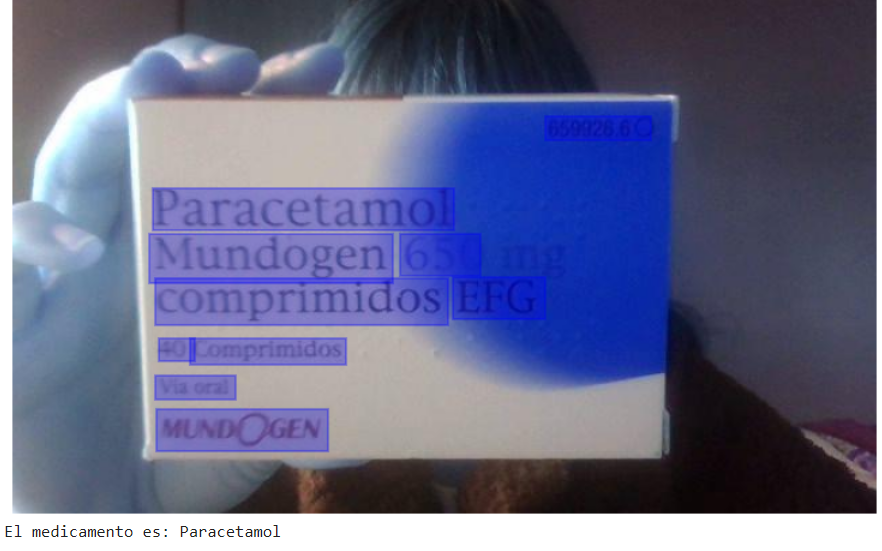 659928.6
Paracetamol
Mundogen 650 mg
comprimidos EFG
40 Comprimidos
Vía oral
MUNDOGEN
El medicamento es: Paracetamol